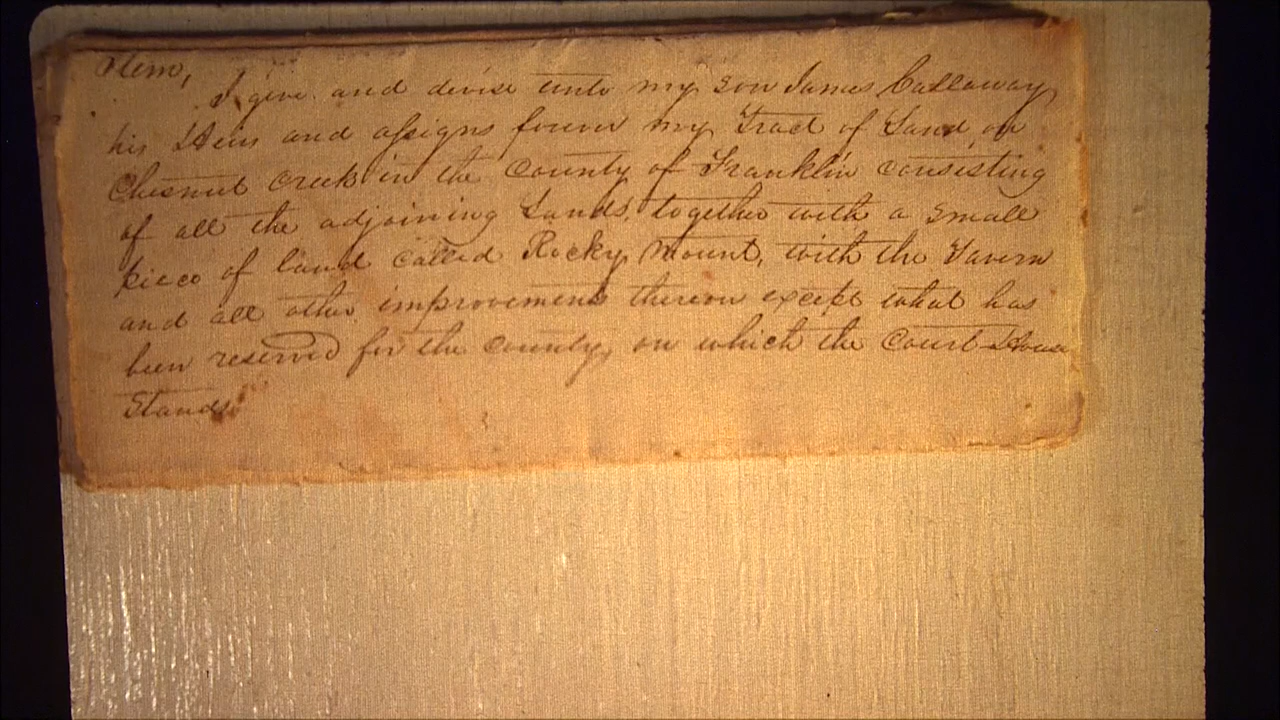 Item,
I give and devise unto my son James Callaway
his Heirs and assigns forever my Tract of Land on
Chesnut Creek in the County of Franklin consisting
of all the adjoining Lands, together with a small
piece of land called Rocky Mount, with the Tavern
and all other improvements thereon except what has
been reserved for the county, on which the Court House
Stands